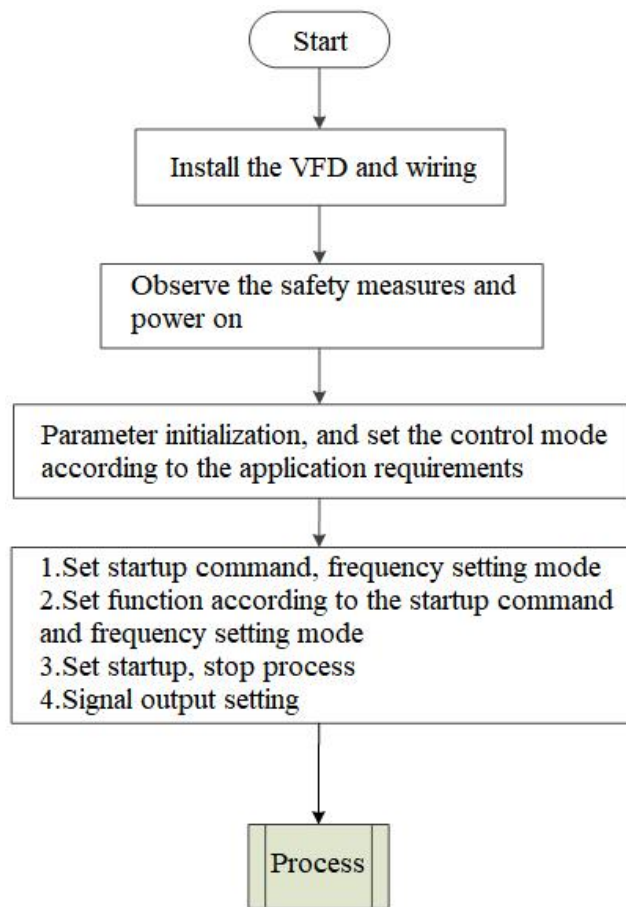 Start
Install the VFD and wiring
Observe the safety measures and
power on
Parameter initialization, and set the control mode
according to the application requirements
1.Set startup command, frequency setting mode
2.Set function according to the startup command
and frequency setting mode
3.Set startup, stop process
4.Signal output setting
Process